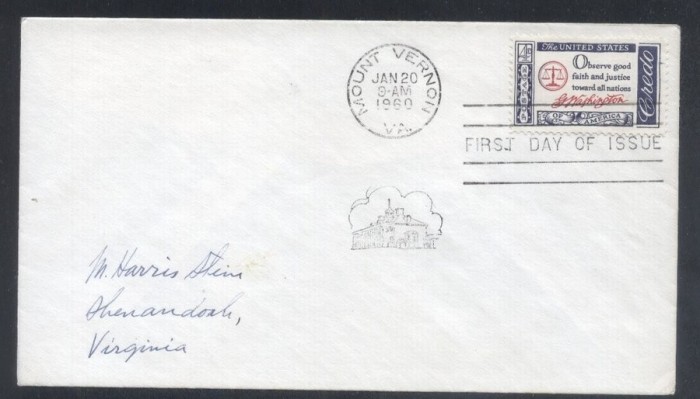 MOUNT VERNON
JAN 20
9-AM
1960
VA.
4¢
The UNITED STATES
Observe good
faith and justice
toward all nations
G. Washington
OF AMERICA
Credo
FIRST DAY OF ISSUE
M. Harris Stein
Shenandoah,
Virginia